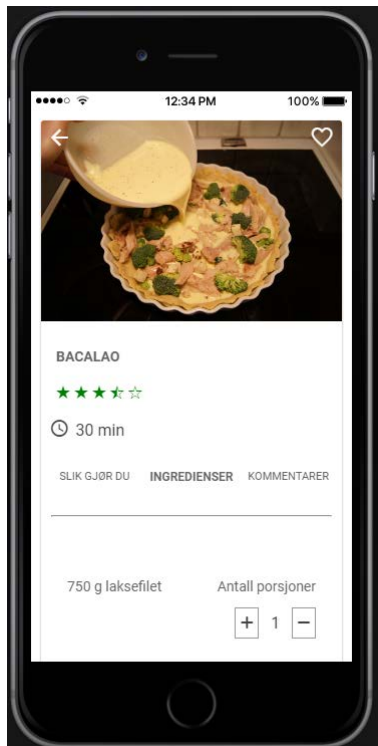 12:34 PM 100%
BACALAO
30 min
SLIK GJØR DU INGREDIENSER KOMMENTARER
750 g laksefilet Antall porsjoner
+ 1 −